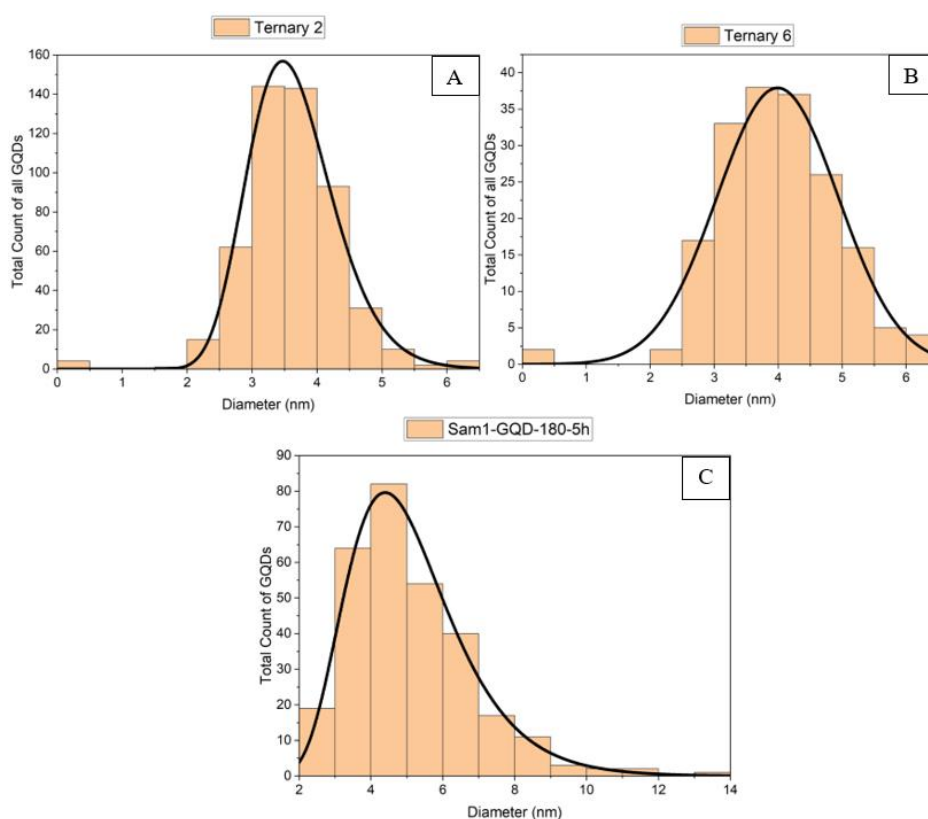 Ternary 2
A
160
140
120
100
80
60
40
20
0
Total Count of all GQDs
0 1 2 3 4 5 6
Diameter (nm)
Ternary 6
B
40
35
30
25
20
15
10
5
0
Total Count of all GQDs
0 1 2 3 4 5 6
Diameter (nm)
Sam1-GQD-180-5h
C
90
80
70
60
50
40
30
20
10
0
Total Count of GQDs
2 4 6 8 10 12 14
Diameter (nm)